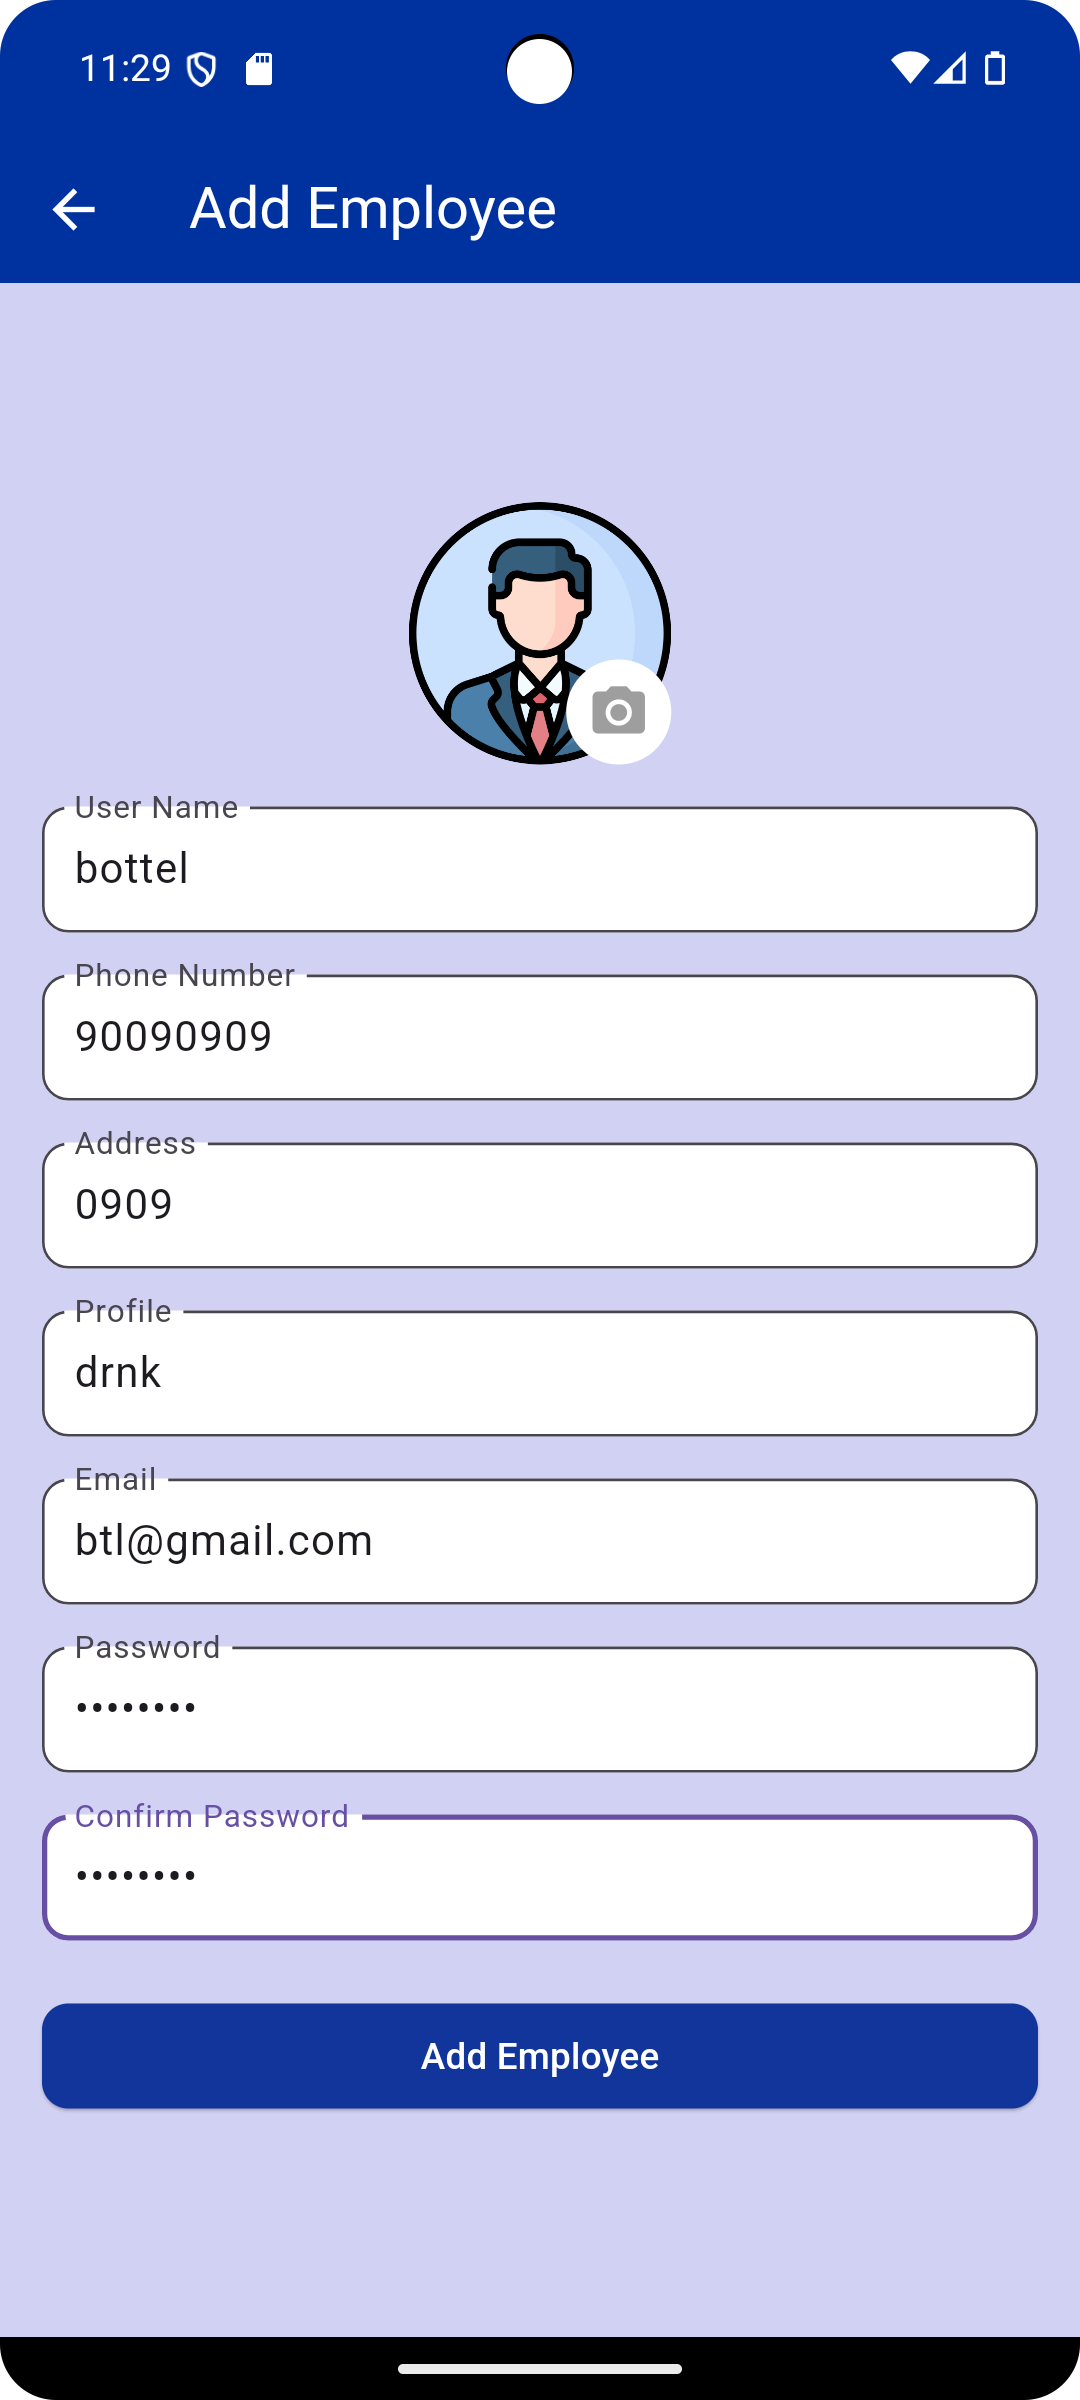 11:29
Add Employee
User Name
bottel
Phone Number
90090909
Address
0909
Profile
drnk
Email
btl@gmail.com
Password
••••••••
Confirm Password
••••••••
Add Employee